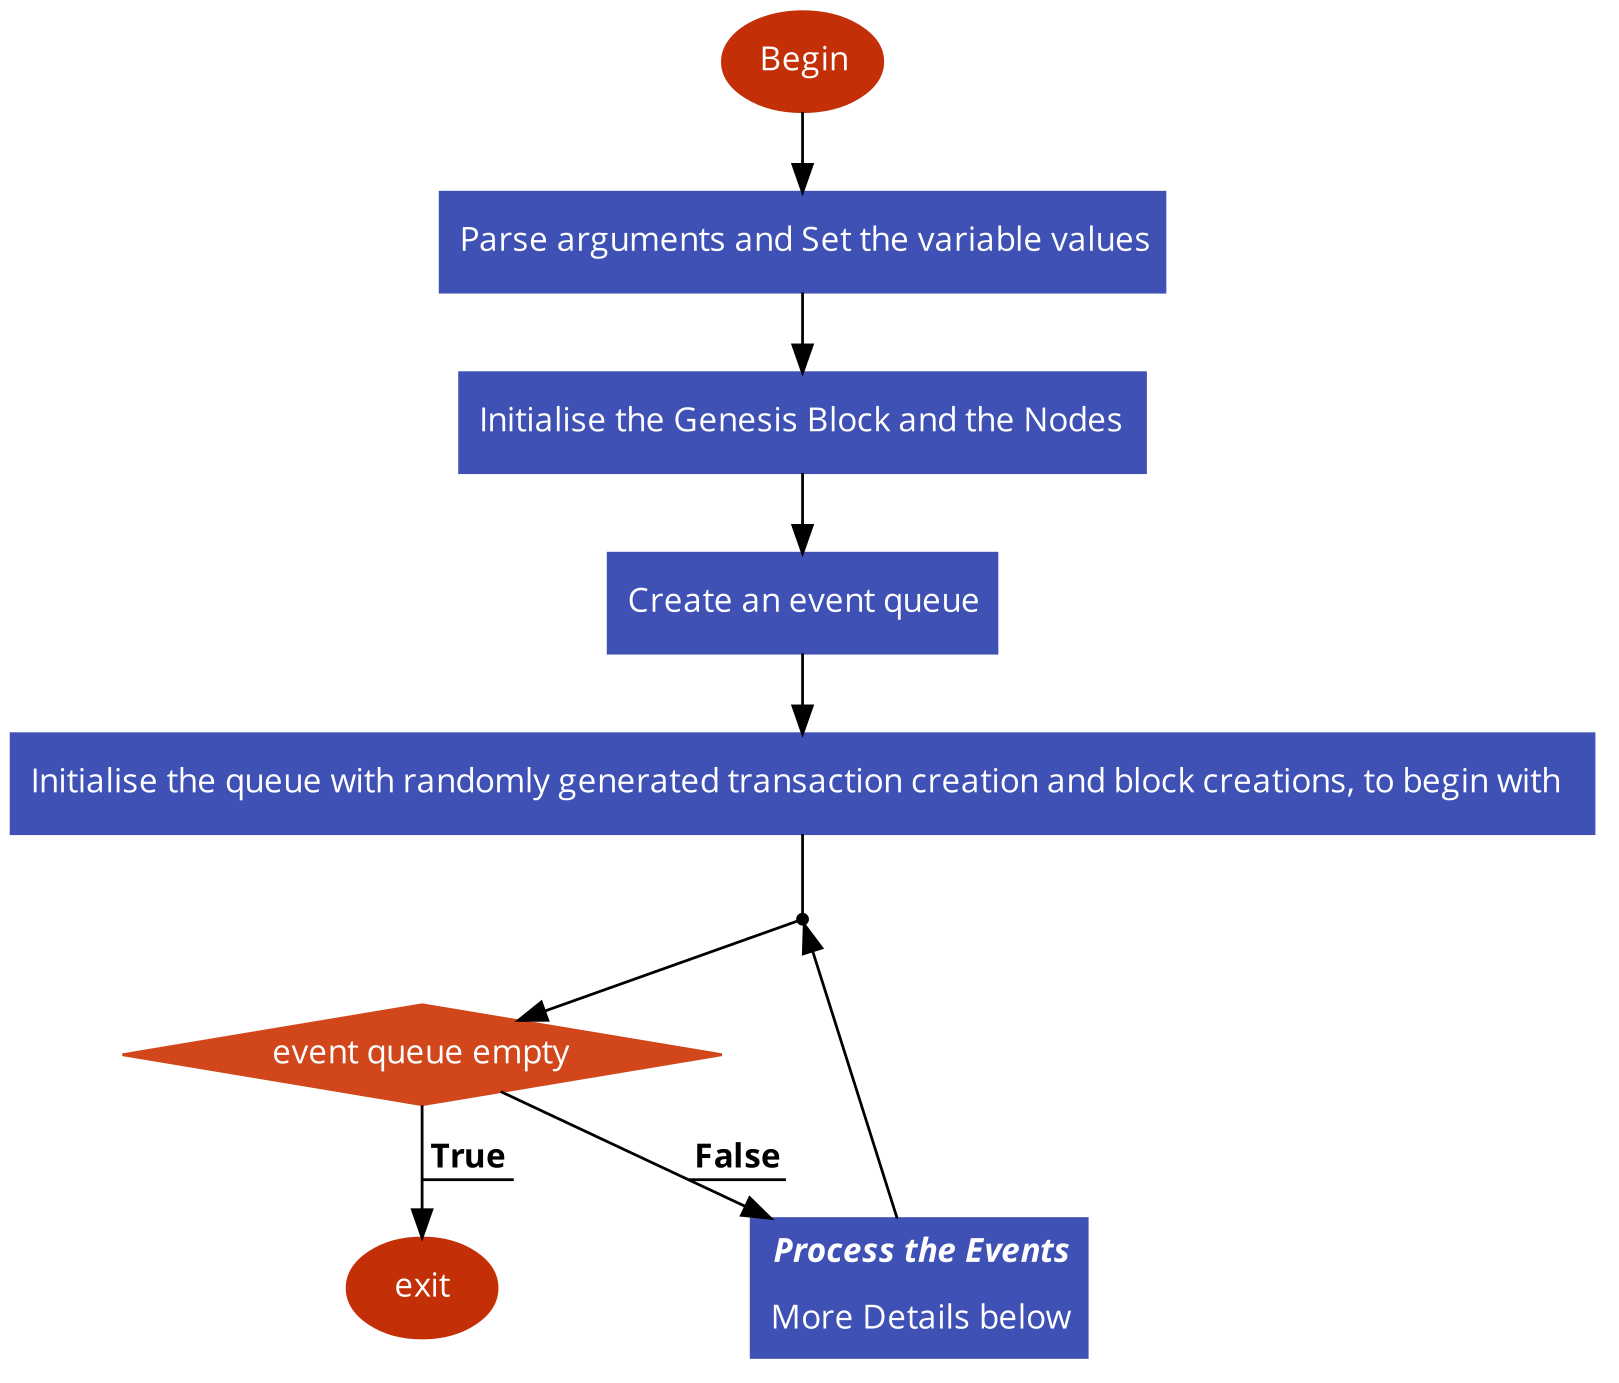 Begin
Parse arguments and Set the variable values
Initialise the Genesis Block and the Nodes
Create an event queue
Initialise the queue with randomly generated transaction creation and block creations, to begin with
event queue empty
True
False
Process the Events
More Details below
exit